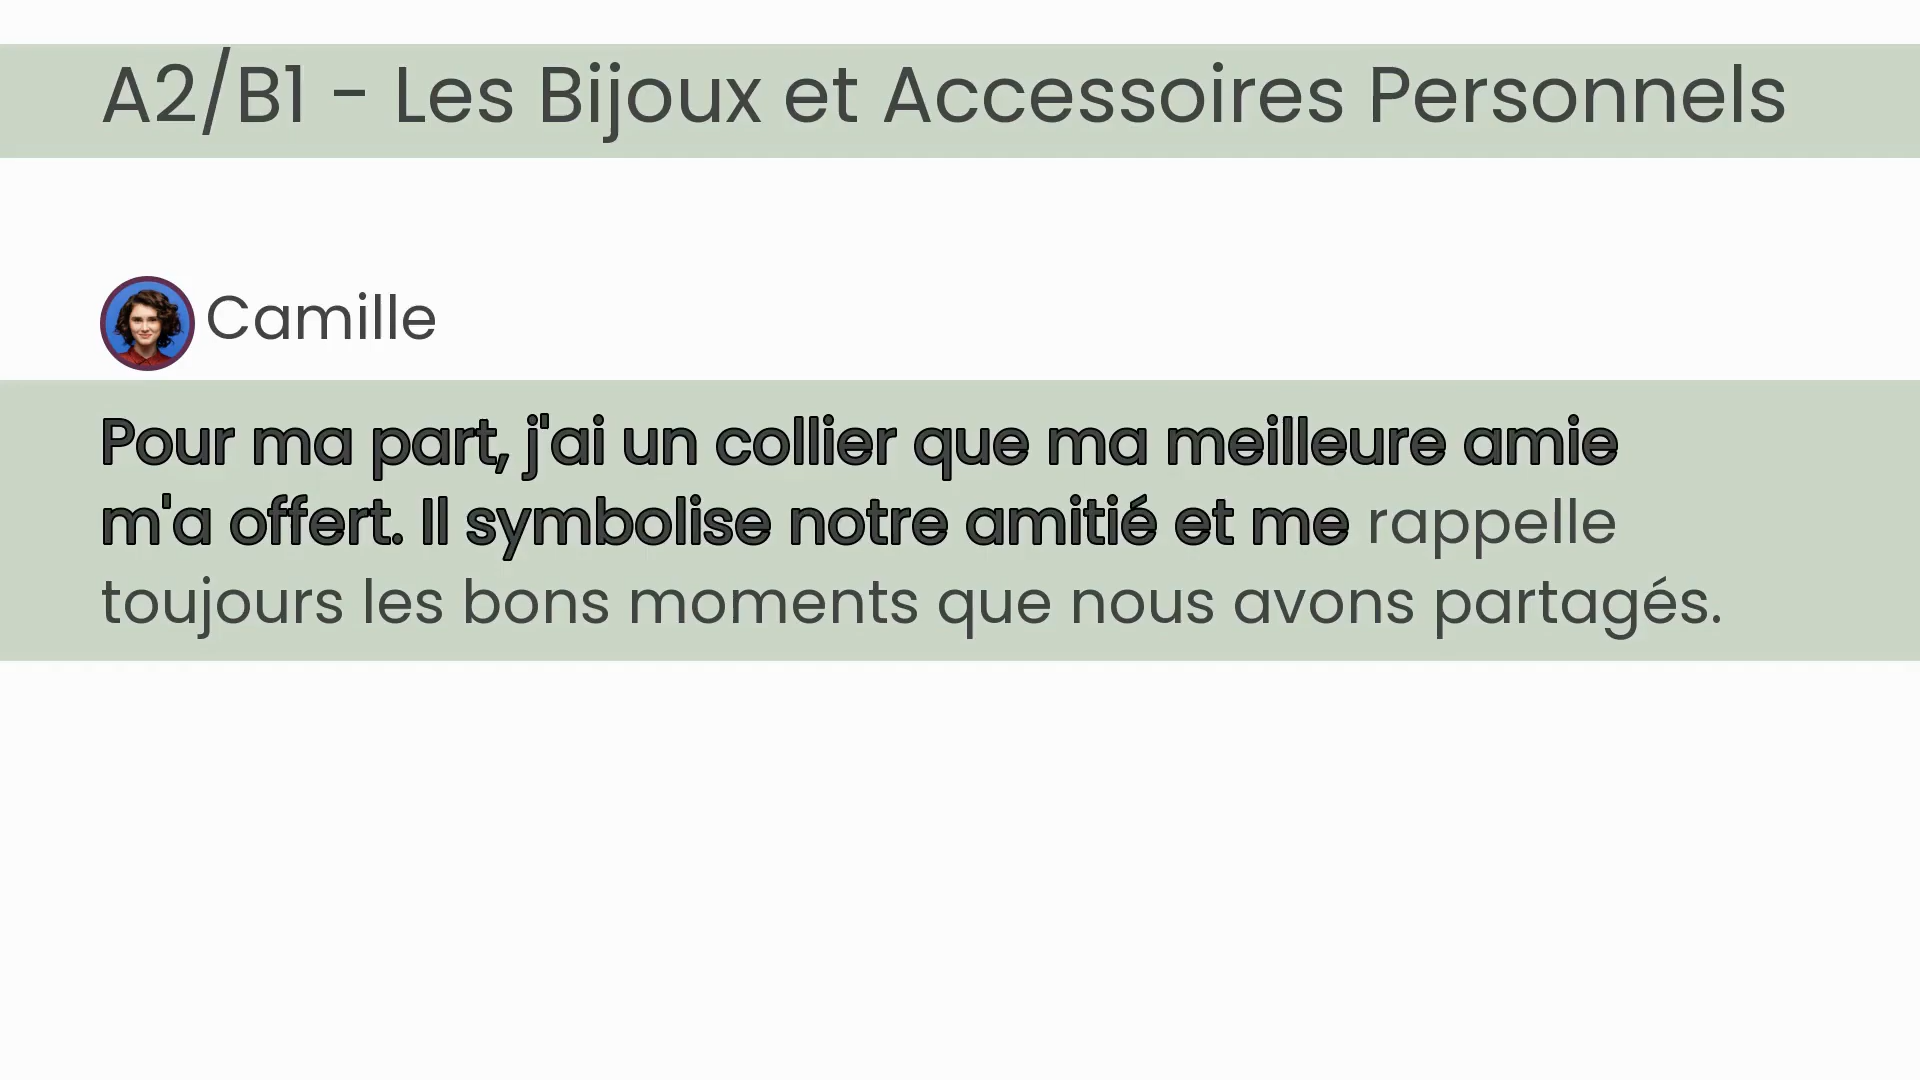 A2/B1 - Les Bijoux et Accessoires Personnels
Camille
Pour ma part, j'ai un collier que ma meilleure amie
m'a offert. Il symbolise notre amitié et me rappelle
toujours les bons moments que nous avons partagés.